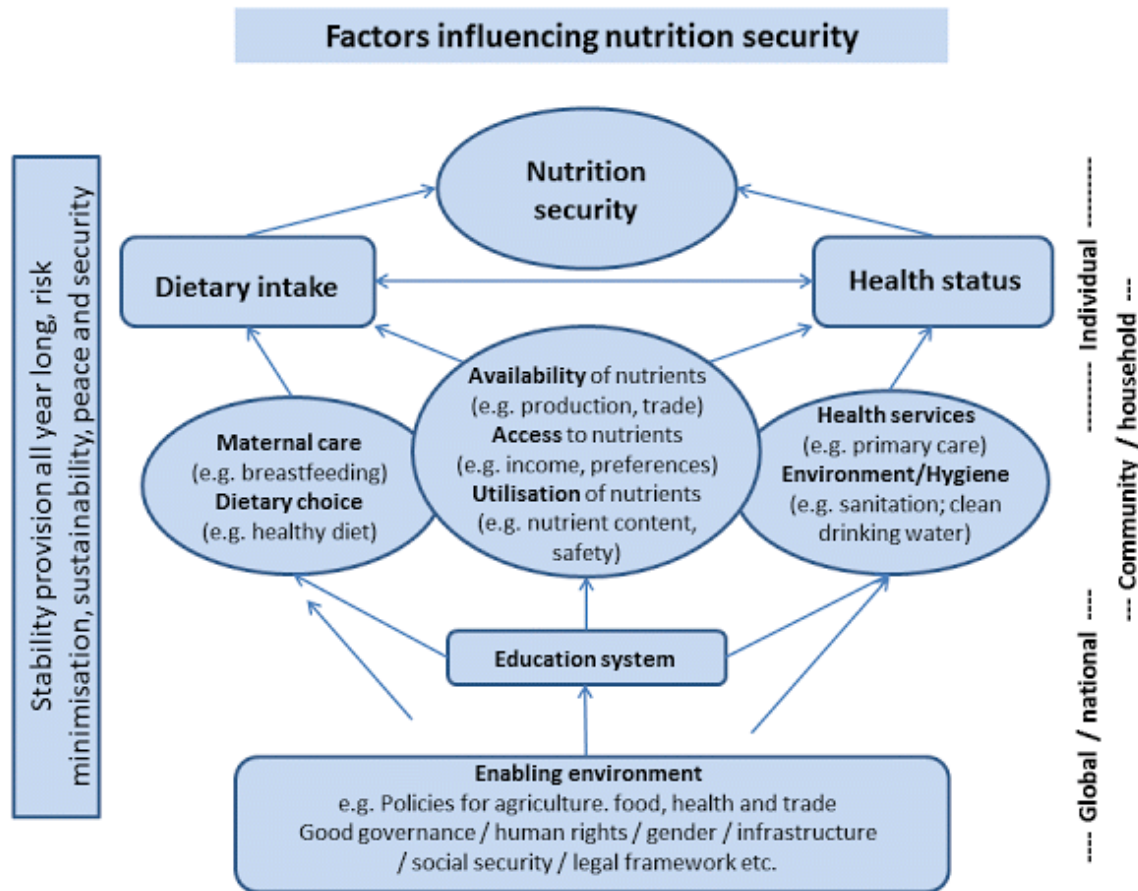 Factors influencing nutrition security
Nutrition
security
Dietary intake
Health status
Availability of nutrients
(e.g. production, trade)
Access to nutrients
(e.g. income, preferences)
Utilisation of nutrients
(e.g. nutrient content,
safety)
Maternal care
(e.g. breastfeeding)
Dietary choice
(e.g. healthy diet)
Health services
(e.g. primary care)
Environment/Hygiene
(e.g. sanitation; clean
drinking water)
Education system
Enabling environment
e.g. Policies for agriculture. food, health and trade
Good governance / human rights / gender / infrastructure
/ social security / legal framework etc.
Stability provision all year long, risk
minimisation, sustainability, peace and security
--------- Individual ----------
--- Community / household ---
---- Global / national ----